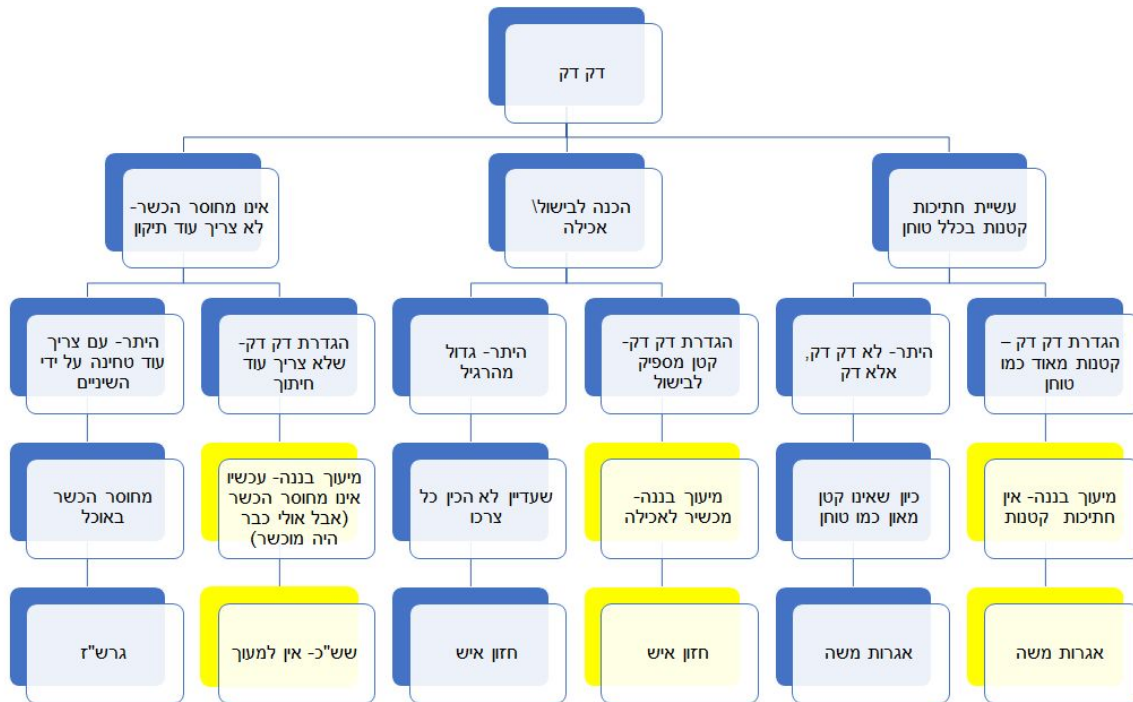 דק דק
עשיית חתיכות
קטנות בכלל טוחן
הכנה לבישול\
אכילה
אינו מחוסר הכשר-
לא צריך עוד תיקון
הגדרת דק דק –
קטנות מאוד כמו
טוחן
היתר- לא דק דק,
אלא דק
הגדרת דק דק-
קטן מספיק
לבישול
היתר- גדול
מהרגיל
הגדרת דק דק-
שלא צריך עוד
חיתוך
היתר- עם צריך
עוד טחינה על ידי
השיניים
מיעוך בננה- אין
חתיכות קטנות
כיון שאינו קטן
מאון כמו טוחן
מיעוך בננה-
מכשיר לאכילה
שעדיין לא הכין כל
צרכו
מיעוך בננה- עכשיו
אינו מחוסר הכשר
(אבל אולי כבר
היה מוכשר)
מחוסר הכשר
באוכל
אגרות משה
אגרות משה
חזון איש
חזון איש
שש"כ- אין למעוך
גרש"ז